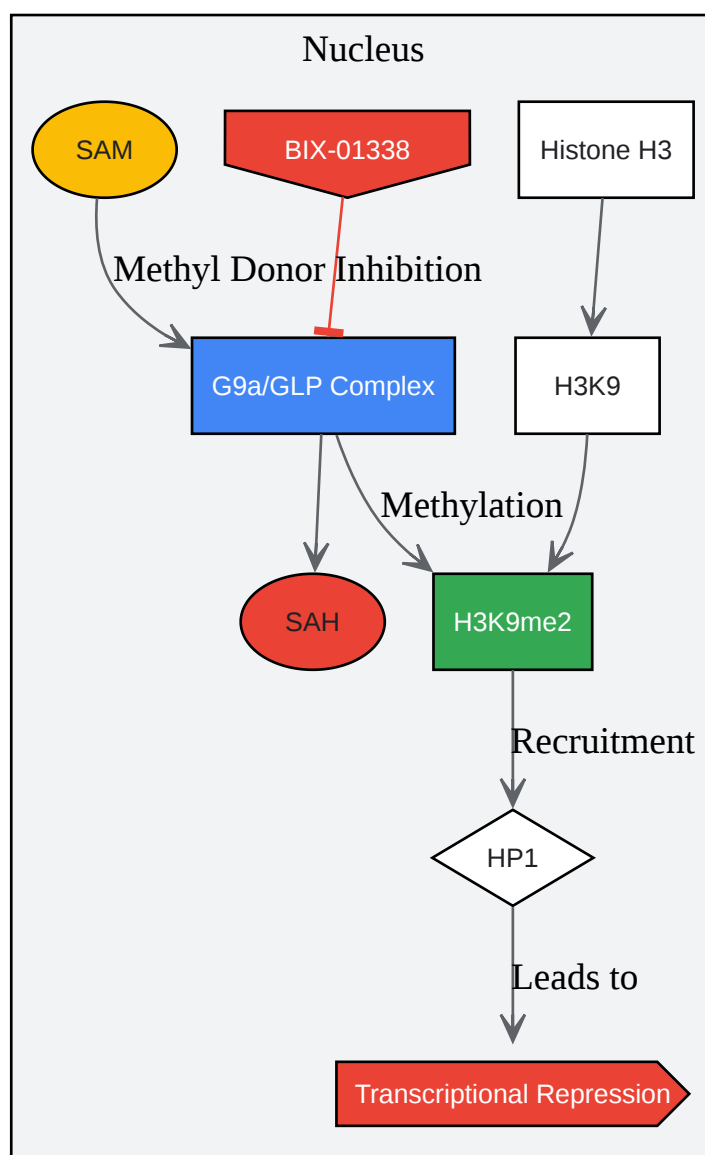 Nucleus
SAM
BIX-01338
Histone H3
Methyl Donor
Inhibition
G9a/GLP Complex
H3K9
Methylation
SAH
H3K9me2
Recruitment
HP1
Leads to
Transcriptional Repression